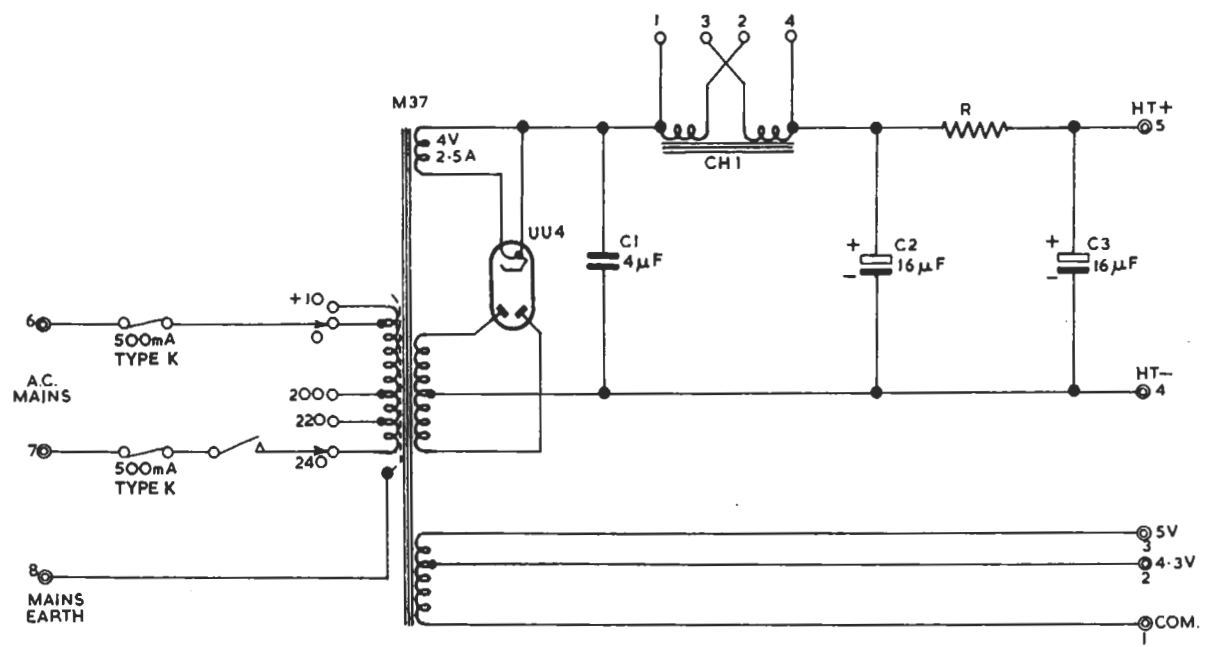 1 3 2 4
M37
4V
2·5A
CH1
R
HT+
5
UU4
C1
4µF
+ C2
- 16µF
+ C3
- 16µF
+10
6
0
500mA
TYPE K
A.C.
MAINS
200
220
7
240
500mA
TYPE K
HT-
4
5V
3
4·3V
2
8
MAINS
EARTH
COM.
1